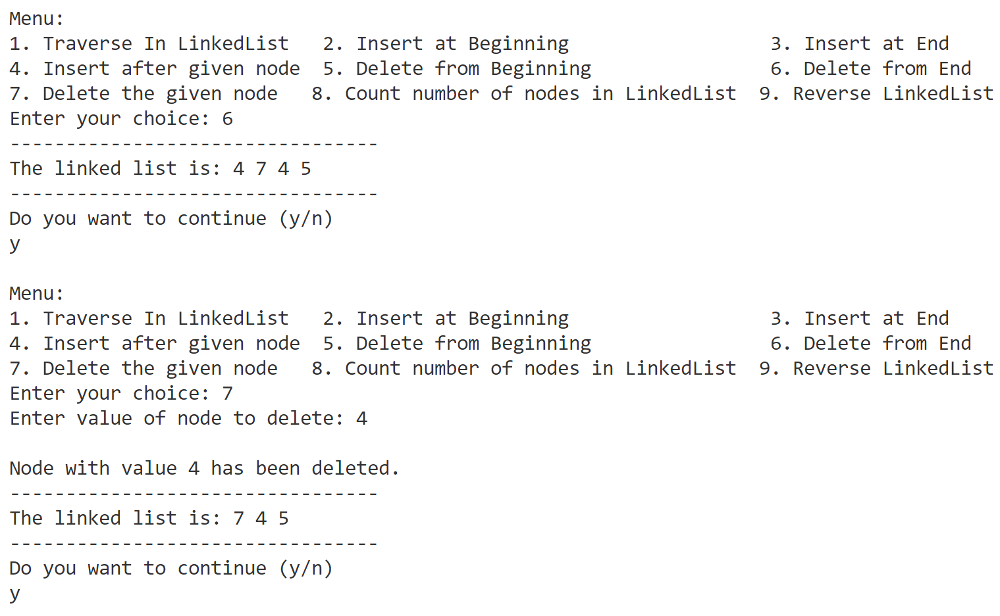 Menu:
1. Traverse In LinkedList   2. Insert at Beginning                  3. Insert at End
4. Insert after given node  5. Delete from Beginning                6. Delete from End
7. Delete the given node   8. Count number of nodes in LinkedList  9. Reverse LinkedList
Enter your choice: 6
---------------------------------
The linked list is: 4 7 4 5
---------------------------------
Do you want to continue (y/n)
y

Menu:
1. Traverse In LinkedList   2. Insert at Beginning                  3. Insert at End
4. Insert after given node  5. Delete from Beginning                6. Delete from End
7. Delete the given node   8. Count number of nodes in LinkedList  9. Reverse LinkedList
Enter your choice: 7
Enter value of node to delete: 4

Node with value 4 has been deleted.
---------------------------------
The linked list is: 7 4 5
---------------------------------
Do you want to continue (y/n)
y